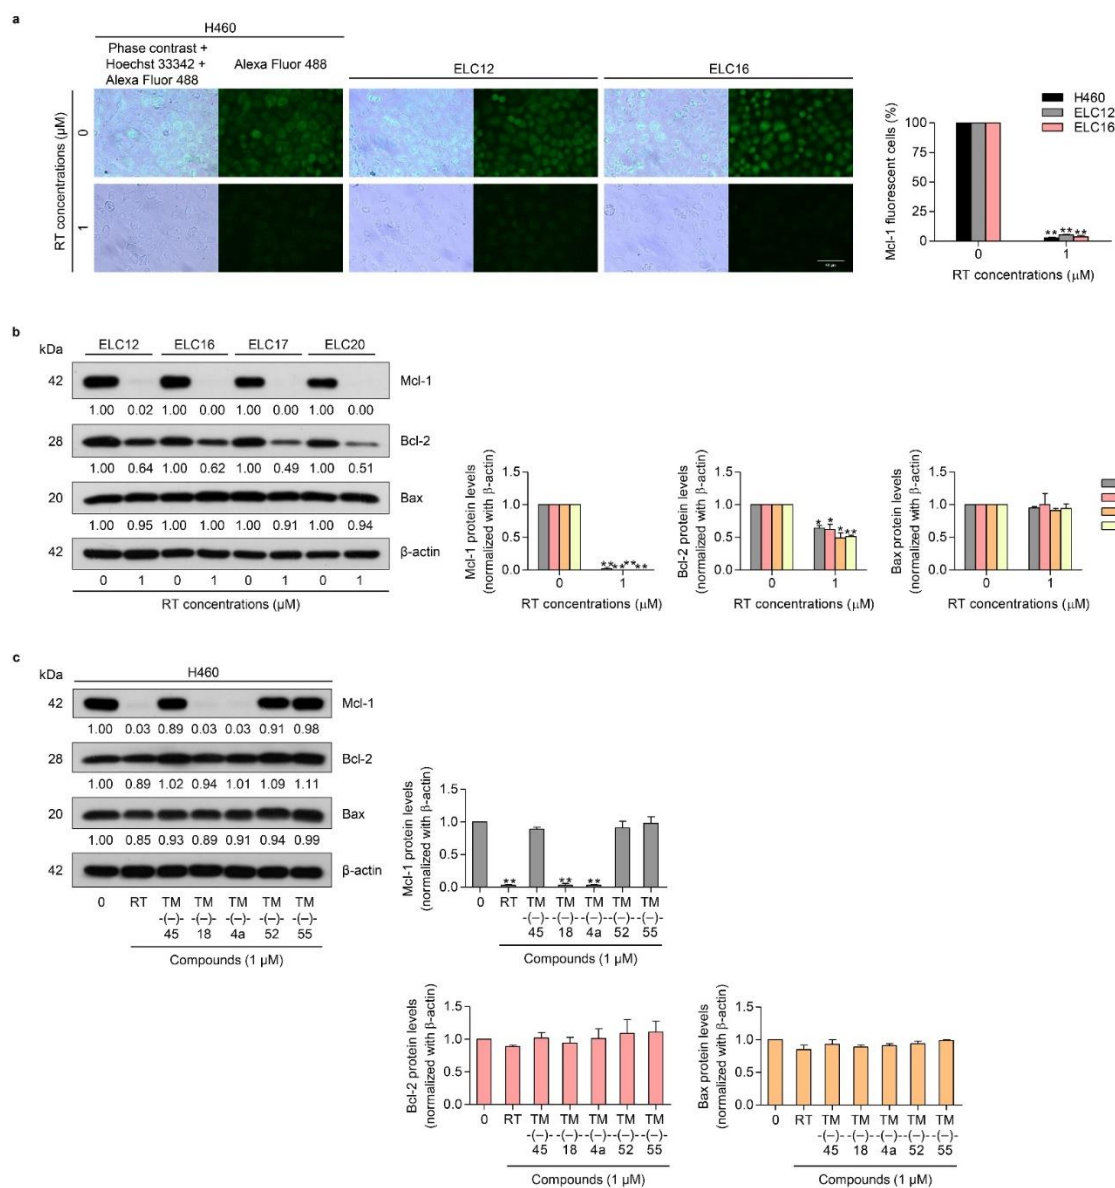 a
H460
Phase contrast +
Hoechst 33342 +
Alexa Fluor 488
Alexa Fluor 488
ELC12
ELC16
RT concentrations (µM)
0
1
Mcl-1 fluorescent cells (%)
100
75
50
25
0
** ** **
0 1
RT concentrations (µM)
H460
ELC12
ELC16
b
kDa
ELC12 ELC16 ELC17 ELC20
42 Mcl-1
1.00 0.02 1.00 0.00 1.00 0.00 1.00 0.00
28 Bcl-2
1.00 0.64 1.00 0.62 1.00 0.49 1.00 0.51
20 Bax
1.00 0.95 1.00 1.00 1.00 0.91 1.00 0.94
42 β-actin
0 1 0 1 0 1 0 1
RT concentrations (µM)
Mcl-1 protein levels
(normalized with β-actin)
1.5
1.0
0.5
0.0
** ** ** **
0 1
RT concentrations (µM)
Bcl-2 protein levels
(normalized with β-actin)
1.5
1.0
0.5
0.0
* * * **
0 1
RT concentrations (µM)
Bax protein levels
(normalized with β-actin)
1.5
1.0
0.5
0.0
0 1
RT concentrations (µM)
c
H460
kDa
42 Mcl-1
1.00 0.03 0.89 0.03 0.03 0.91 0.98
28 Bcl-2
1.00 0.89 1.02 0.94 1.01 1.09 1.11
20 Bax
1.00 0.85 0.93 0.89 0.91 0.94 0.99
42 β-actin
0 RT TM TM TM TM TM
-(–)- -(–)- -(–)- -(–)- -(–)-
45 18 4a 52 55
Compounds (1 µM)
Mcl-1 protein levels
(normalized with β-actin)
1.5
1.0
0.5
0.0
** ** **
0 RT TM TM TM TM TM
-(–)- -(–)- -(–)- -(–)- -(–)-
45 18 4a 52 55
Compounds (1 µM)
Bcl-2 protein levels
(normalized with β-actin)
1.5
1.0
0.5
0.0
0 RT TM TM TM TM TM
-(–)- -(–)- -(–)- -(–)- -(–)-
45 18 4a 52 55
Compounds (1 µM)
Bax protein levels
(normalized with β-actin)
1.5
1.0
0.5
0.0
0 RT TM TM TM TM TM
-(–)- -(–)- -(–)- -(–)- -(–)-
45 18 4a 52 55
Compounds (1 µM)